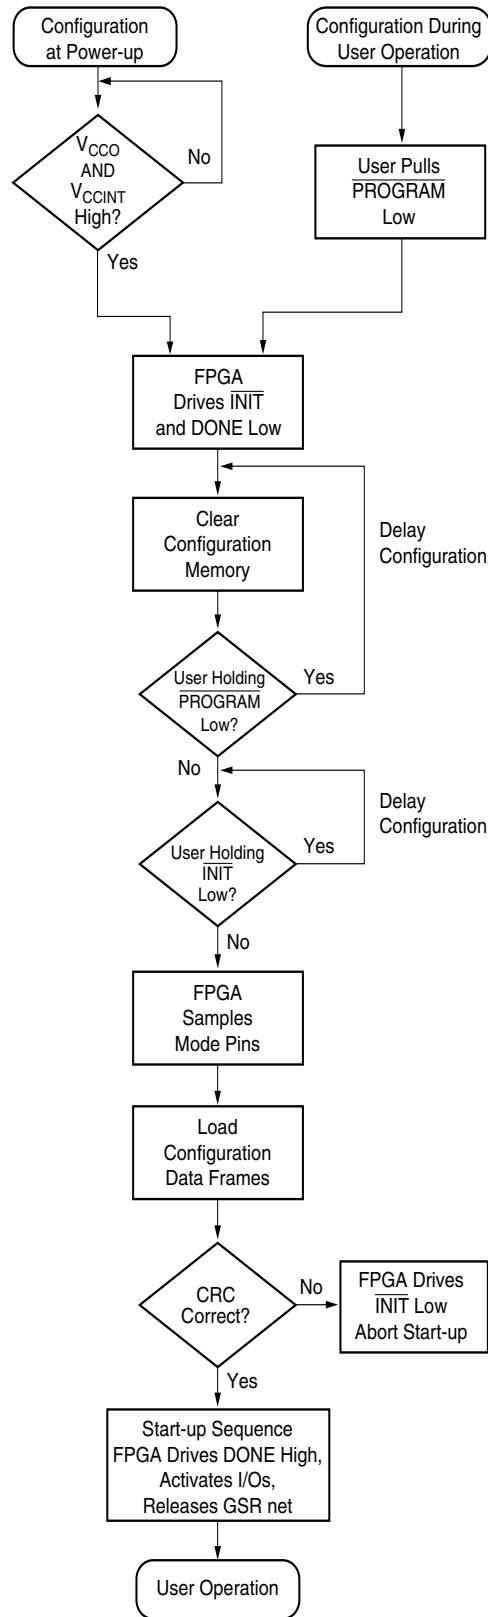 Configuration
at Power-up
Configuration During
User Operation
VCCO
AND
VCCINT
High?
No
Yes
User Pulls
PROGRAM
Low
FPGA
Drives INIT
and DONE Low
Clear
Configuration
Memory
Delay
Configuration
User Holding
PROGRAM
Low?
Yes
No
Delay
Configuration
User Holding
INIT
Low?
Yes
No
FPGA
Samples
Mode Pins
Load
Configuration
Data Frames
CRC
Correct?
No
FPGA Drives
INIT Low
Abort Start-up
Yes
Start-up Sequence
FPGA Drives DONE High,
Activates I/Os,
Releases GSR net
User Operation